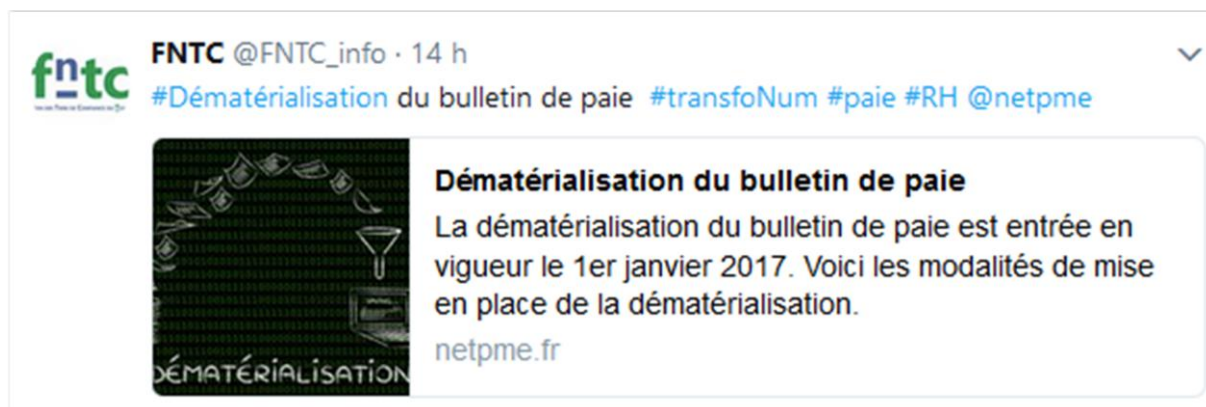 FNTC @FNTC_info · 14 h
fntc
#Dématérialisation du bulletin de paie #transfoNum #paie #RH @netpme
Dématérialisation du bulletin de paie
La dématérialisation du bulletin de paie est entrée en
vigueur le 1er janvier 2017. Voici les modalités de mise
en place de la dématérialisation.
netpme.fr
DÉMATÉRIALISATION